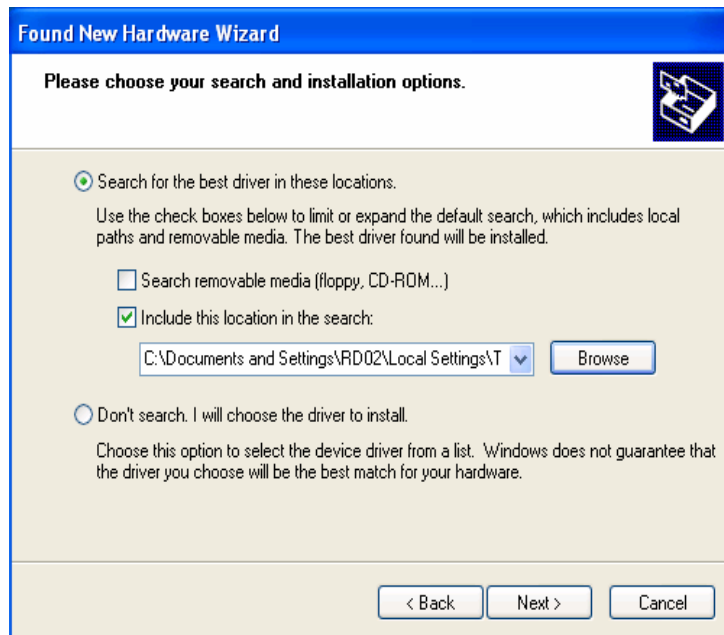 Found New Hardware Wizard
Please choose your search and installation options.
Search for the best driver in these locations.
Use the check boxes below to limit or expand the default search, which includes local
paths and removable media. The best driver found will be installed.
Search removable media (floppy, CD-ROM...)
Include this location in the search:
C:\Documents and Settings\RD02\Local Settings\T
Browse
Don't search. I will choose the driver to install.
Choose this option to select the device driver from a list. Windows does not guarantee that
the driver you choose will be the best match for your hardware.
< Back Next > Cancel